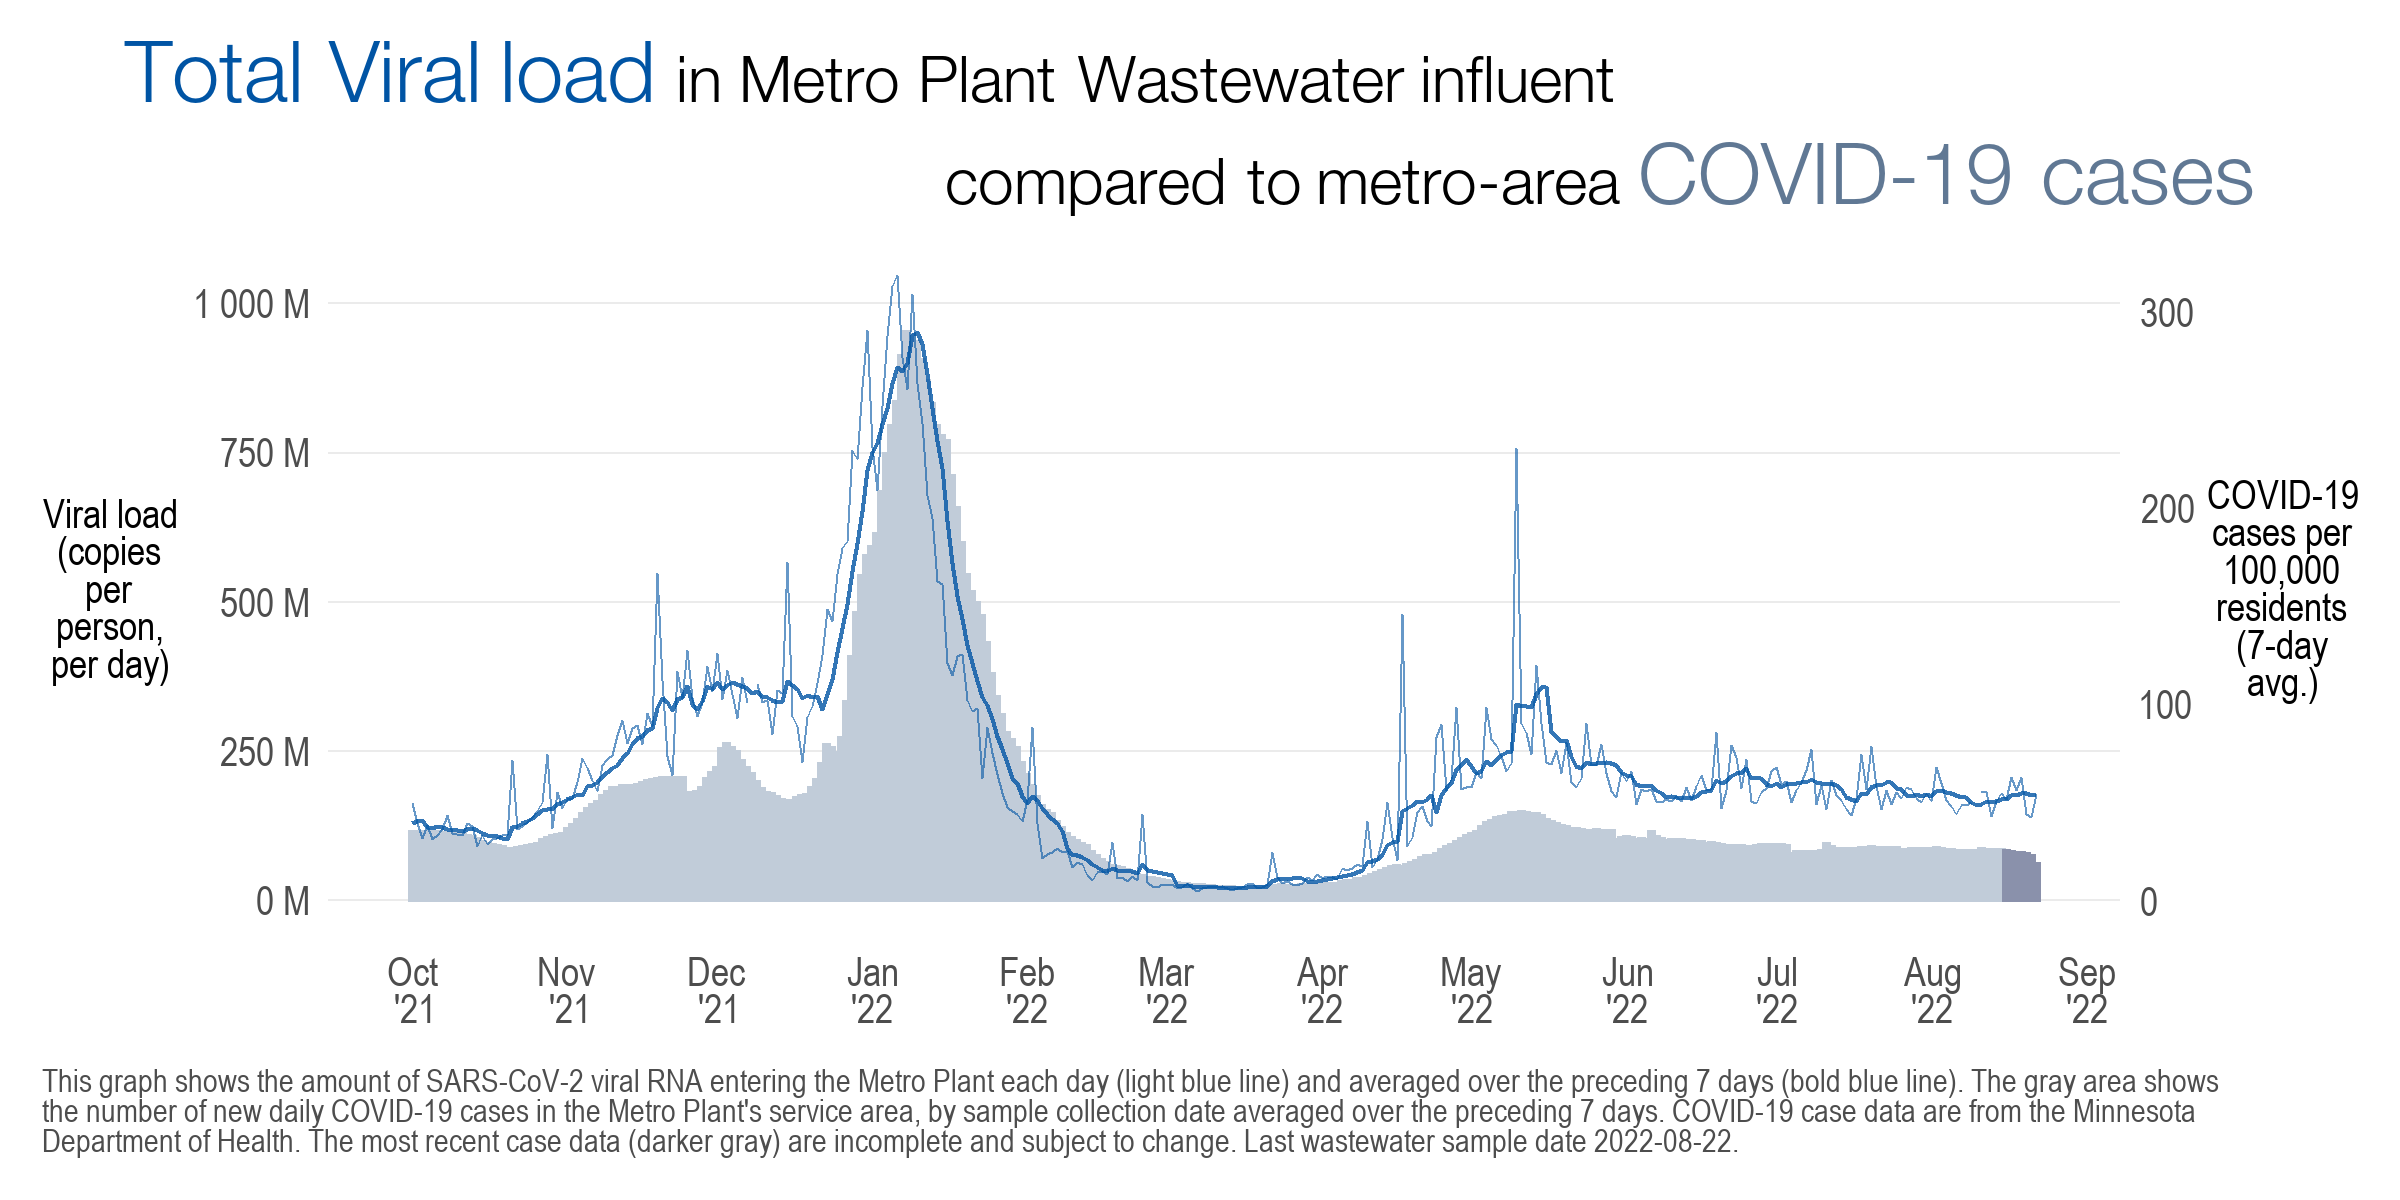 Total Viral load in Metro Plant Wastewater influent
compared to metro-area COVID-19 cases
1 000 M
750 M
500 M
250 M
0 M
Viral load
(copies
per
person,
per day)
300
200
100
0
COVID-19
cases per
100,000
residents
(7-day
avg.)
Oct Nov Dec Jan Feb Mar Apr May Jun Jul Aug Sep
'21 '21 '21 '22 '22 '22 '22 '22 '22 '22 '22 '22
This graph shows the amount of SARS-CoV-2 viral RNA entering the Metro Plant each day (light blue line) and averaged over the preceding 7 days (bold blue line). The gray area shows
the number of new daily COVID-19 cases in the Metro Plant's service area, by sample collection date averaged over the preceding 7 days. COVID-19 case data are from the Minnesota
Department of Health. The most recent case data (darker gray) are incomplete and subject to change. Last wastewater sample date 2022-08-22.